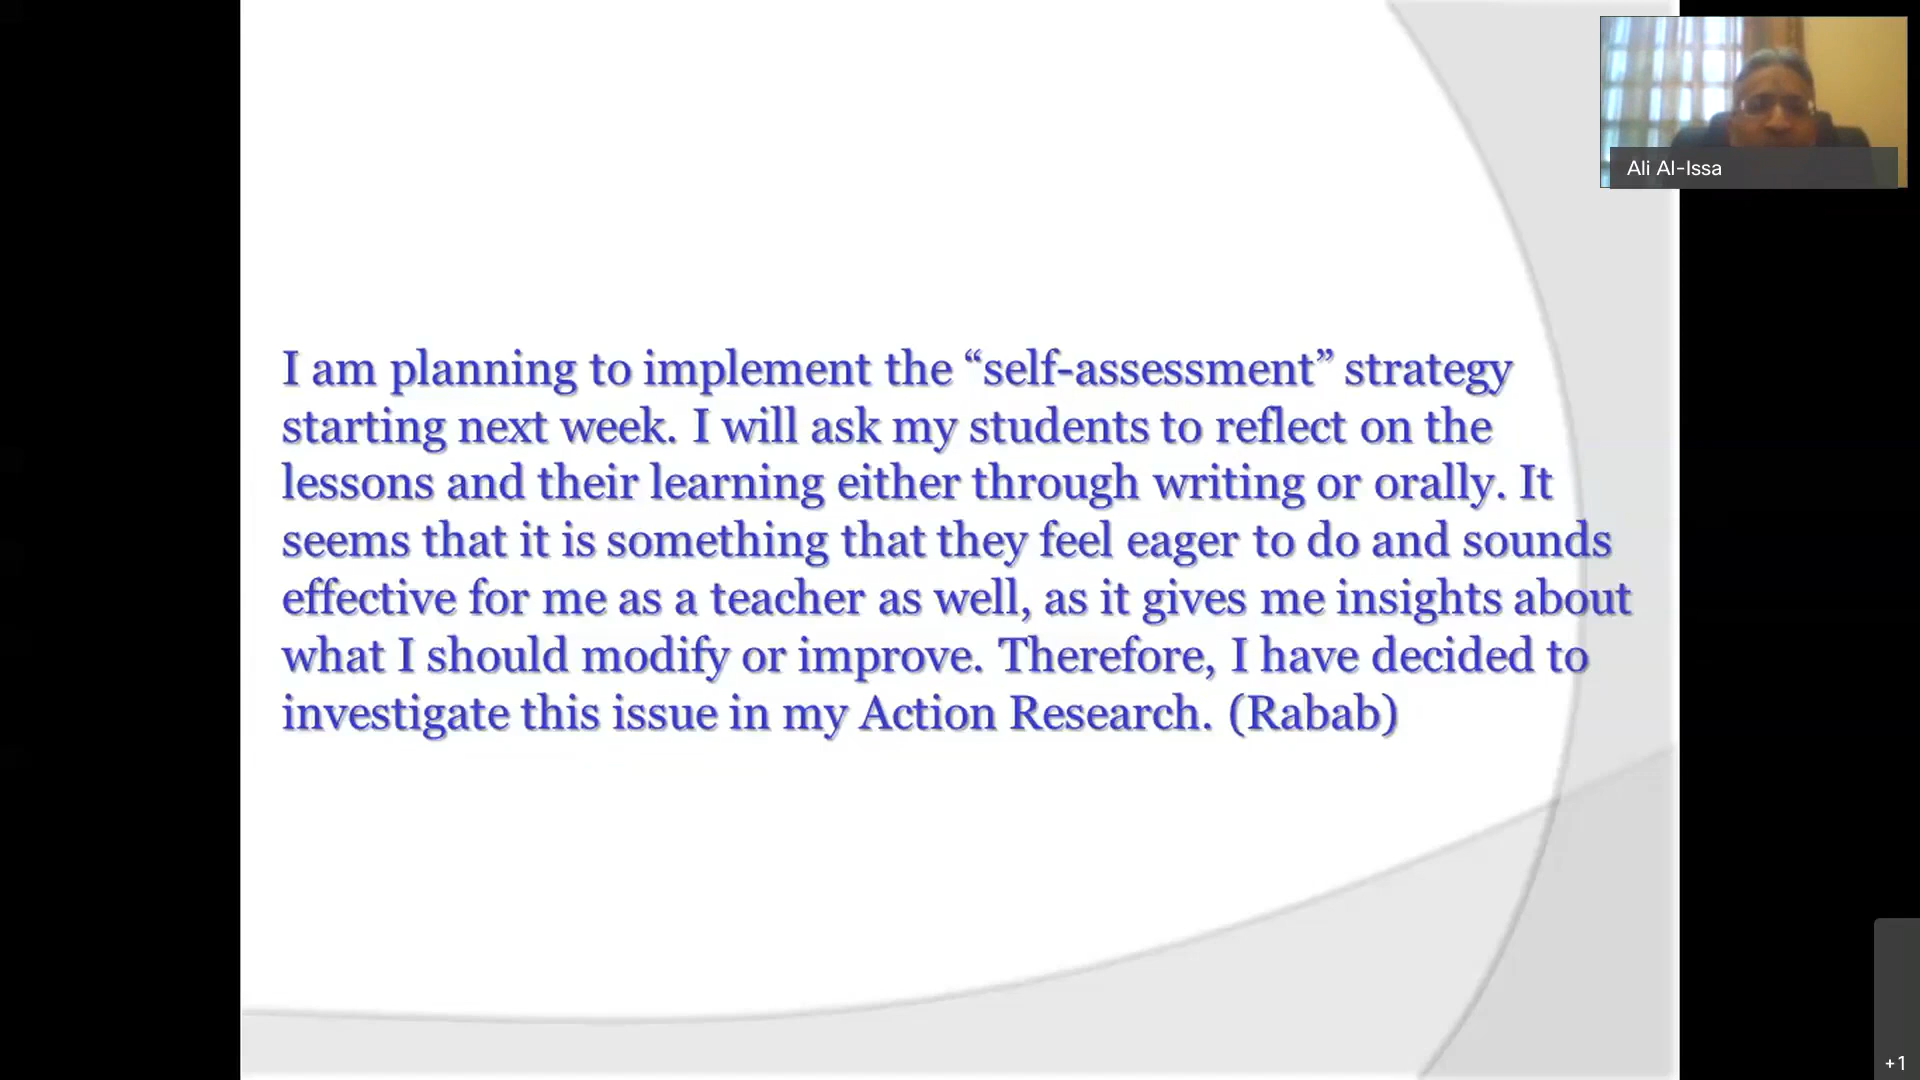 Ali Al-Issa
I am planning to implement the “self-assessment” strategy
starting next week. I will ask my students to reflect on the
lessons and their learning either through writing or orally. It
seems that it is something that they feel eager to do and sounds
effective for me as a teacher as well, as it gives me insights about
what I should modify or improve. Therefore, I have decided to
investigate this issue in my Action Research. (Rabab)
+1